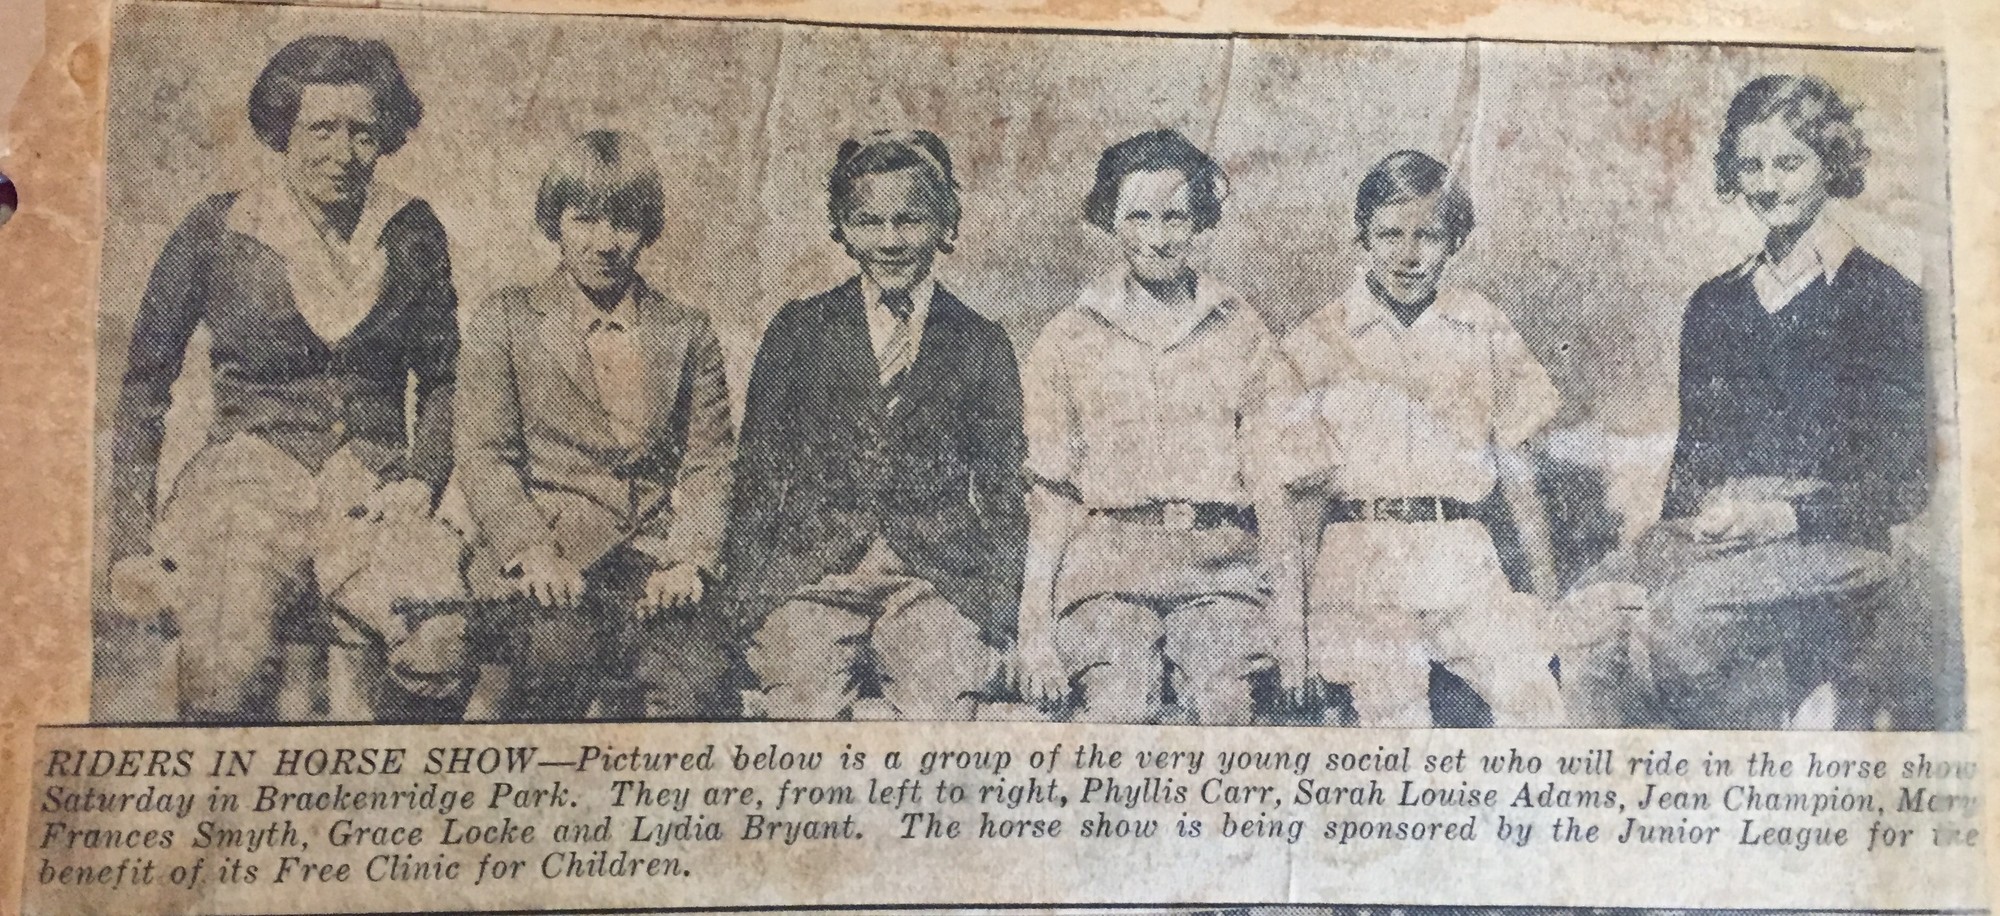 RIDERS IN HORSE SHOW—Pictured below is a group of the very young social set who will ride in the horse show
Saturday in Brackenridge Park. They are, from left to right, Phyllis Carr, Sarah Louise Adams, Jean Champion, Mary
Frances Smyth, Grace Locke and Lydia Bryant. The horse show is being sponsored by the Junior League for the
benefit of its Free Clinic for Children.